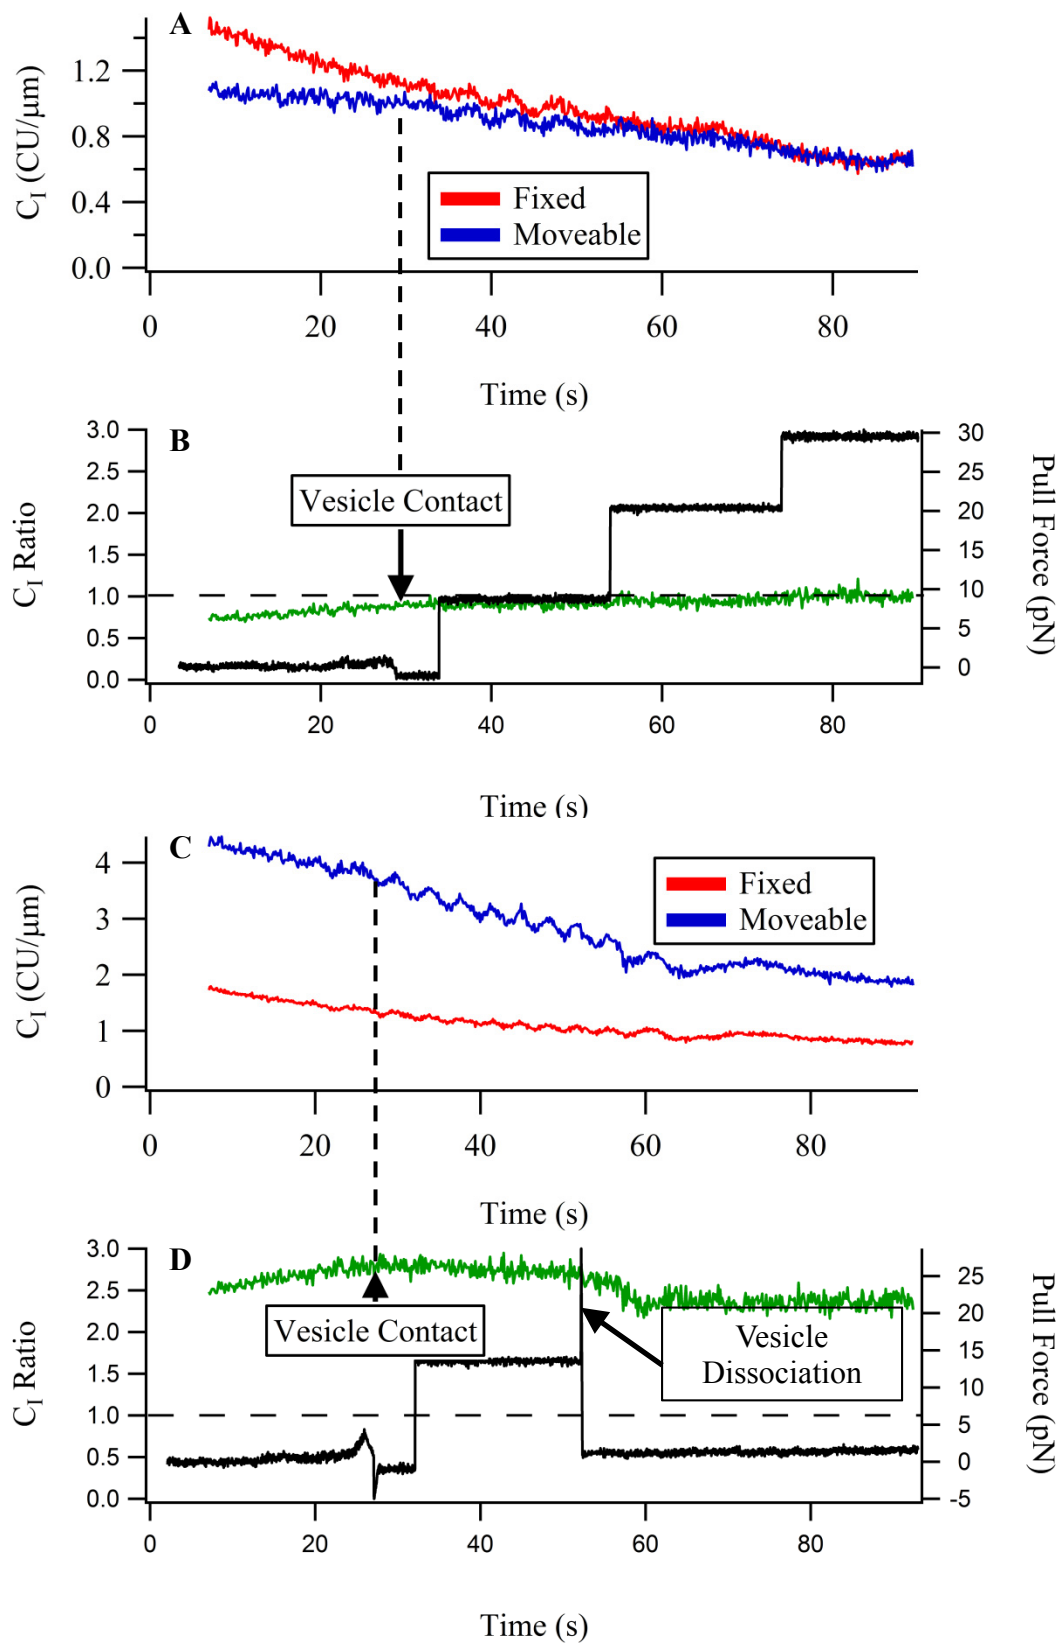 A
C_I (CU/μm)
1.2
0.8
0.4
0.0
Fixed
Moveable
0 20 40 60 80
Time (s)
B
C_I Ratio
3.0
2.5
2.0
1.5
1.0
0.5
0.0
Vesicle Contact
30
25
20
15
10
5
0
Pull Force (pN)
0 20 40 60 80
Time (s)
C
C_I (CU/μm)
4
3
2
1
0
Fixed
Moveable
0 20 40 60 80
Time (s)
D
C_I Ratio
3.0
2.5
2.0
1.5
1.0
0.5
0.0
Vesicle Contact
Vesicle
Dissociation
25
20
15
10
5
0
-5
Pull Force (pN)
0 20 40 60 80
Time (s)